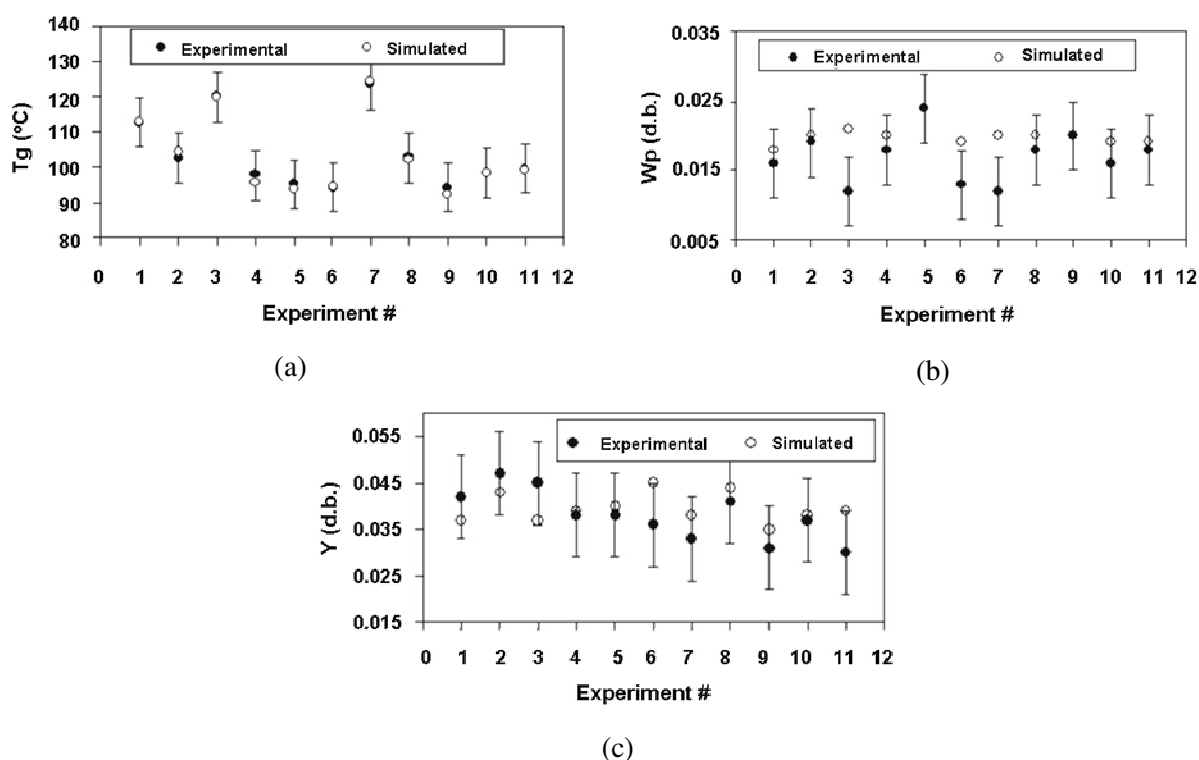 140
130
120
110
100
90
80
Tg (ºC)
Experimental Simulated
0 1 2 3 4 5 6 7 8 9 10 11 12
Experiment #
(a)
0.035
0.025
0.015
0.005
Wp (d.b.)
Experimental Simulated
0 1 2 3 4 5 6 7 8 9 10 11 12
Experiment #
(b)
0.055
0.045
0.035
0.025
0.015
Y (d.b.)
Experimental Simulated
0 1 2 3 4 5 6 7 8 9 10 11 12
Experiment #
(c)